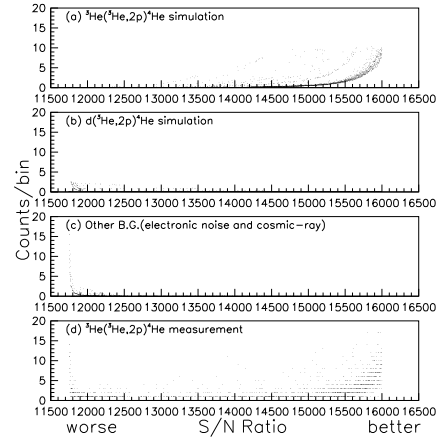 (a) ³He(³He,2p)⁴He simulation
20
15
10
5
0
11500 12000 12500 13000 13500 14000 14500 15000 15500 16000 16500
(b) d(³He,2p)⁴He simulation
20
15
10
5
0
11500 12000 12500 13000 13500 14000 14500 15000 15500 16000 16500
Counts/bin
(c) Other B.G.(electronic noise and cosmic-ray)
20
15
10
5
0
11500 12000 12500 13000 13500 14000 14500 15000 15500 16000 16500
(d) ³He(³He,2p)⁴He measurement
20
15
10
5
0
11500 12000 12500 13000 13500 14000 14500 15000 15500 16000 16500
worse S/N Ratio better